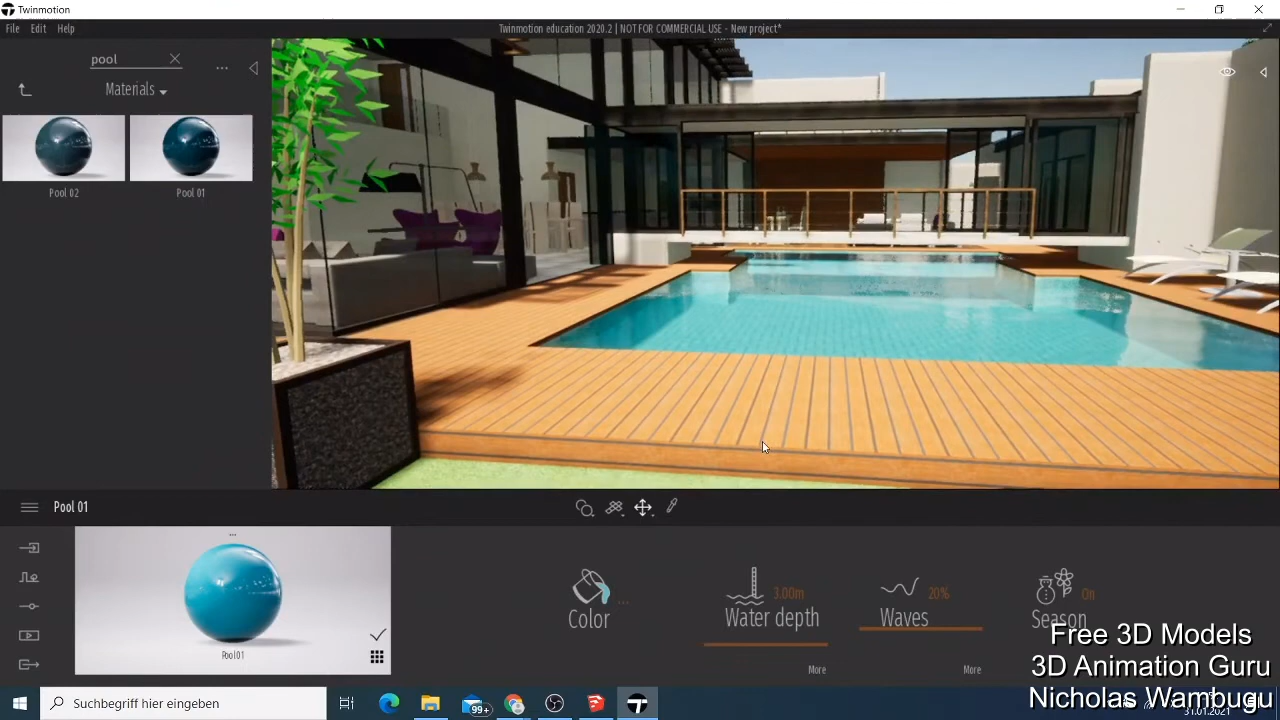 Twinmotion
File Edit Help
Twinmotion education 2020.2 | NOT FOR COMMERCIAL USE - New project*
pool
Materials
Pool 02
Pool 01
Pool 01
Pool01
Color
...
3.00m
Water depth
More
20%
Waves
More
On
Season
Free 3D Models
3D Animation Guru
Nicholas Wambugu
Suchbegriff hier eingeben
99+
31.01.2021